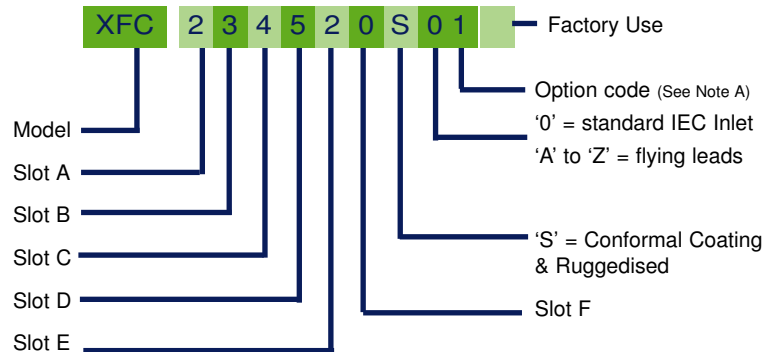 XFC 2 3 4 5 2 0 S 0 1
Factory Use
Option code (See Note A)
‘0’ = standard IEC Inlet
‘A’ to ‘Z’ = flying leads
‘S’ = Conformal Coating
& Ruggedised
Slot F
Model
Slot A
Slot B
Slot C
Slot D
Slot E